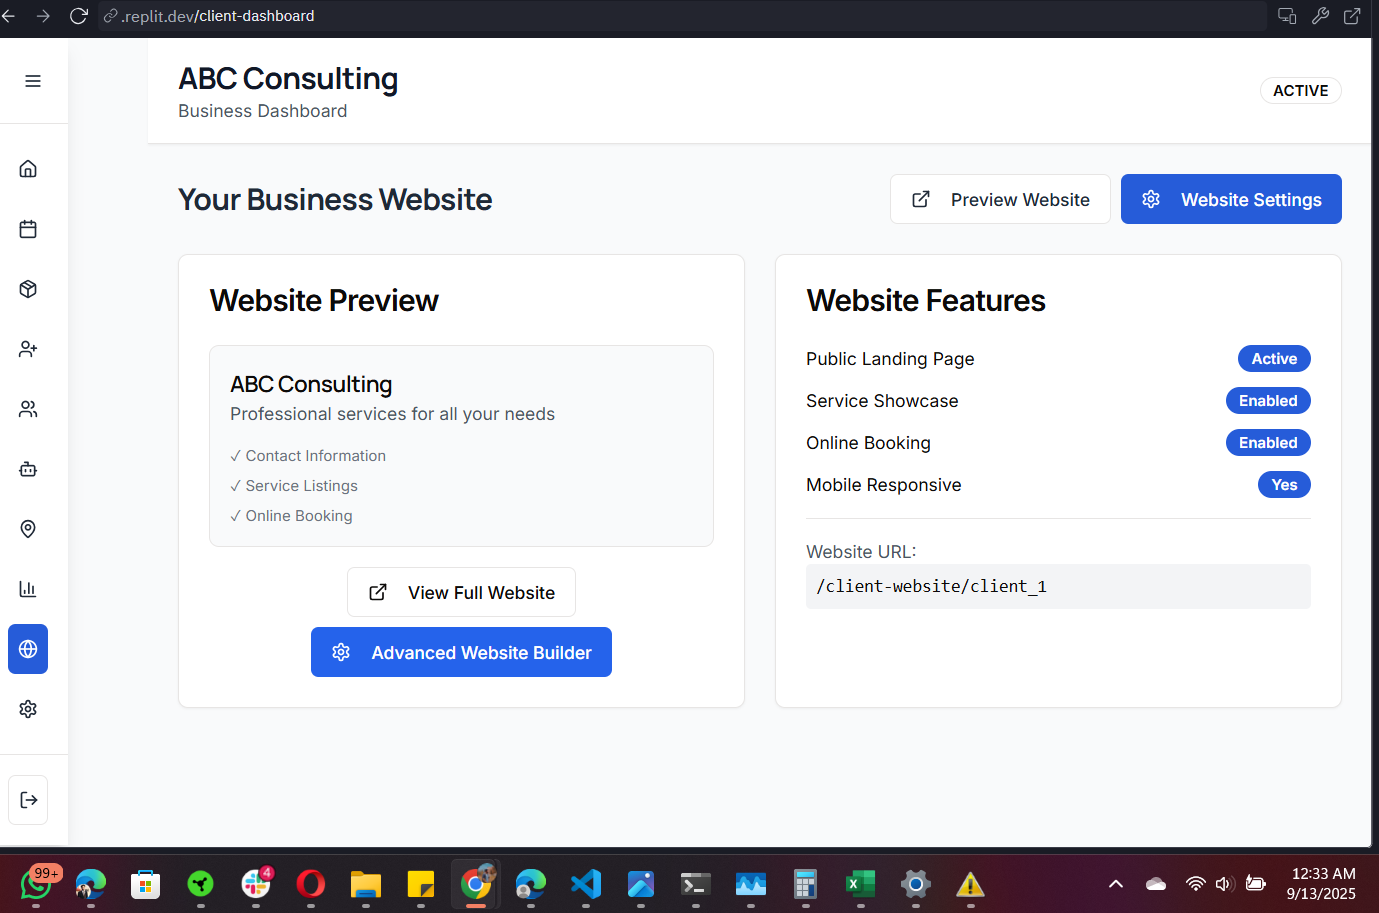 .replit.dev/client-dashboard
ABC Consulting
Business Dashboard
ACTIVE
Your Business Website
Preview Website
Website Settings
Website Preview
ABC Consulting
Professional services for all your needs
✓ Contact Information
✓ Service Listings
✓ Online Booking
View Full Website
Advanced Website Builder
Website Features
Public Landing Page Active
Service Showcase Enabled
Online Booking Enabled
Mobile Responsive Yes
Website URL:
/client-website/client_1
99+
4
12:33 AM
9/13/2025